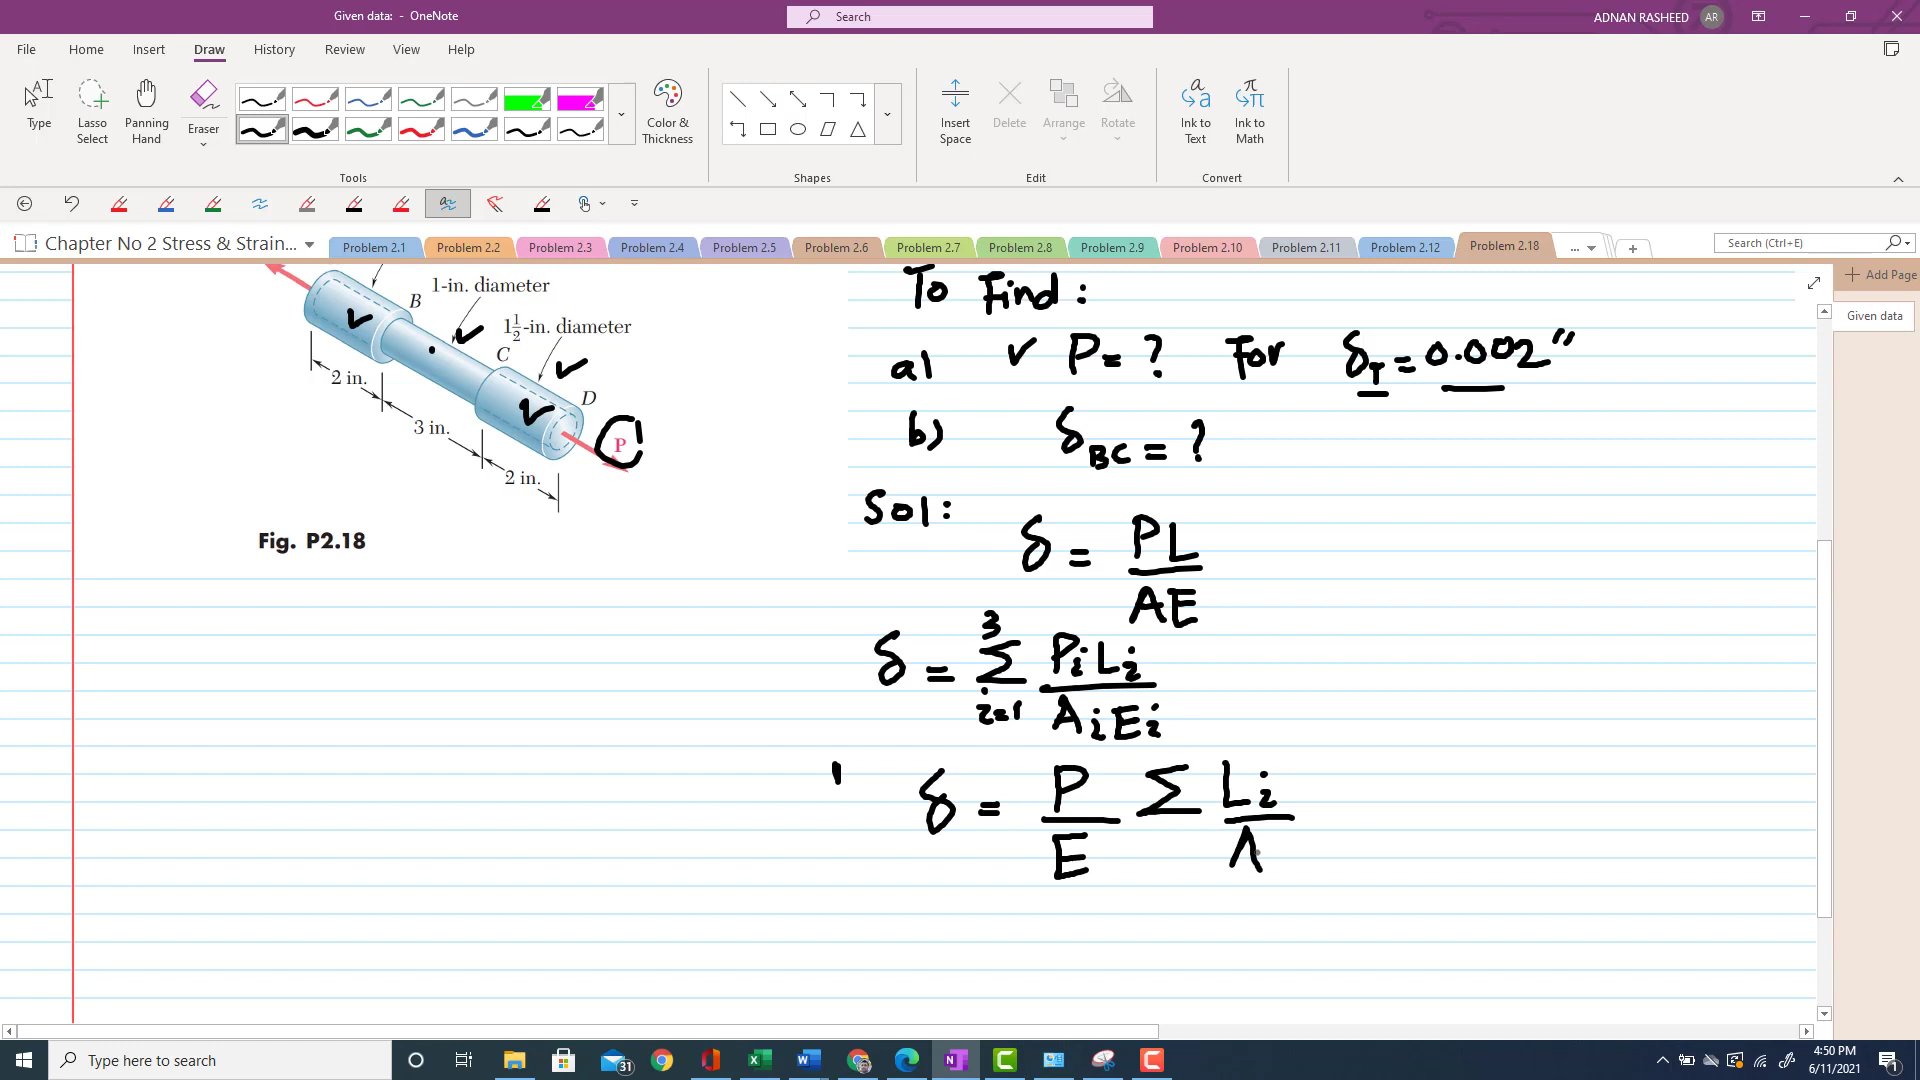 Given data: - OneNote
Search
ADNAN RASHEED
AR
File Home Insert Draw History Review View Help
Type
Lasso Select
Panning Hand
Eraser
Color & Thickness
Insert Space
Delete
Arrange
Rotate
Ink to Text
Ink to Math
Tools
Shapes
Edit
Convert
Chapter No 2 Stress & Strain...
Problem 2.1
Problem 2.2
Problem 2.3
Problem 2.4
Problem 2.5
Problem 2.6
Problem 2.7
Problem 2.8
Problem 2.9
Problem 2.10
Problem 2.11
Problem 2.12
Problem 2.18
...
Search (Ctrl+E)
Add Page
Given data
B
1-in. diameter
1 1/2-in. diameter
C
D
2 in.
3 in.
2 in.
P
Fig. P2.18
To Find:
a) P = ? For δT = 0.002"
b) δBC = ?
Sol:
δ = PL/AE
δ = Σ 3 i=1 PiLi/AiEi
δ = P/E Σ Li/Λ
Type here to search
31
4:50 PM
6/11/2021
1